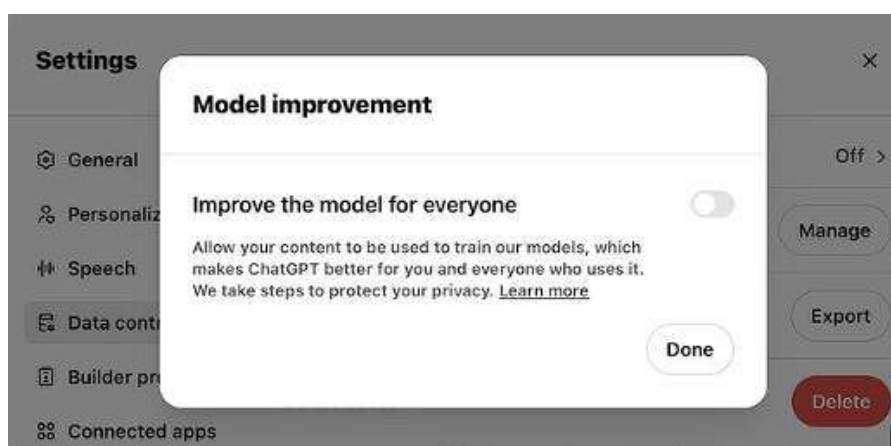 Settings
Model improvement
General
Off
Improve the model for everyone
Personaliz
Manage
Allow your content to be used to train our models, which
makes ChatGPT better for you and everyone who uses it.
We take steps to protect your privacy. Learn more
Speech
Data contr
Export
Done
Builder pro
Delete
Connected apps